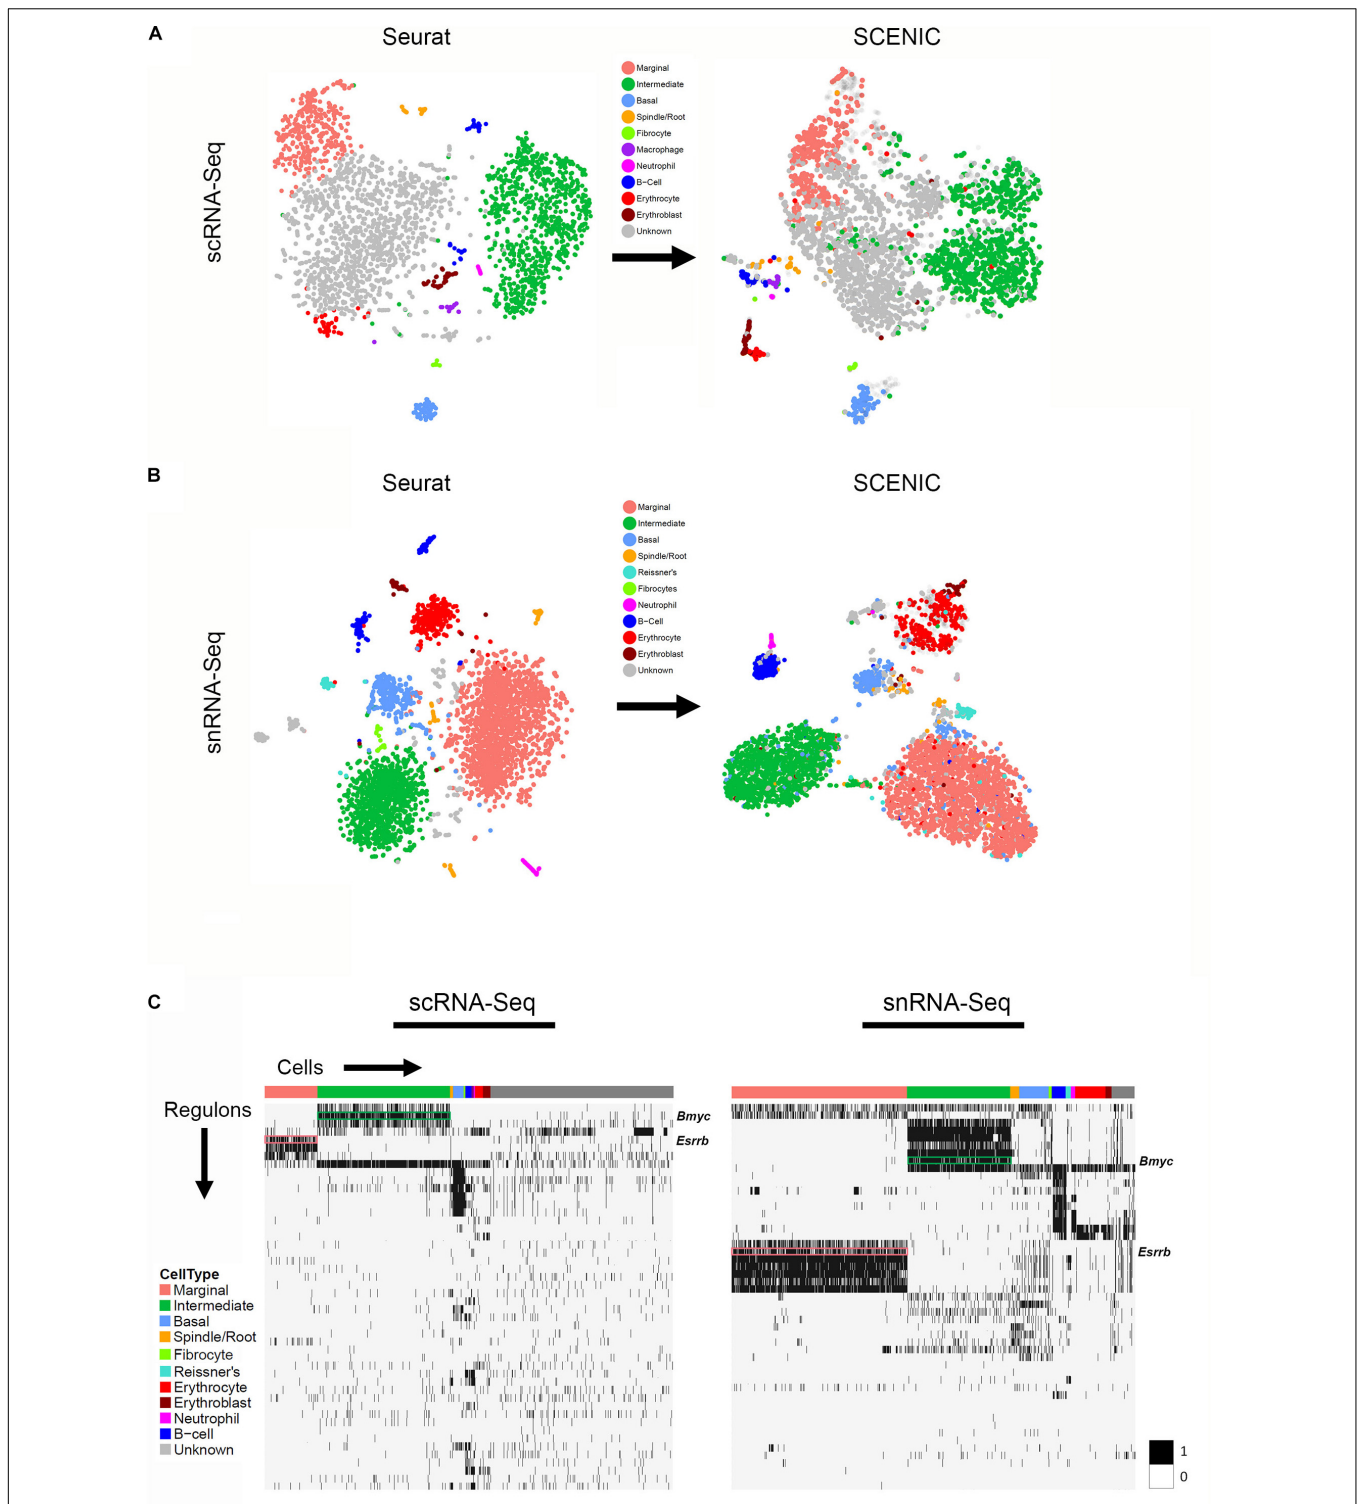 A
Seurat
SCENIC
scRNA-Seq
Marginal
Intermediate
Basal
Spindle/Root
Fibrocyte
Macrophage
Neutrophil
B-Cell
Erythrocyte
Erythroblast
Unknown
B
Seurat
SCENIC
snRNA-Seq
Marginal
Intermediate
Basal
Spindle/Root
Reissner's
Fibrocytes
Neutrophil
B-Cell
Erythrocyte
Erythroblast
Unknown
C
scRNA-Seq
snRNA-Seq
Cells
Regulons
Bmyc
Esrrb
Bmyc
Esrrb
CellType
Marginal
Intermediate
Basal
Spindle/Root
Fibrocyte
Reissner's
Erythrocyte
Erythroblast
Neutrophil
B-cell
Unknown
1
0